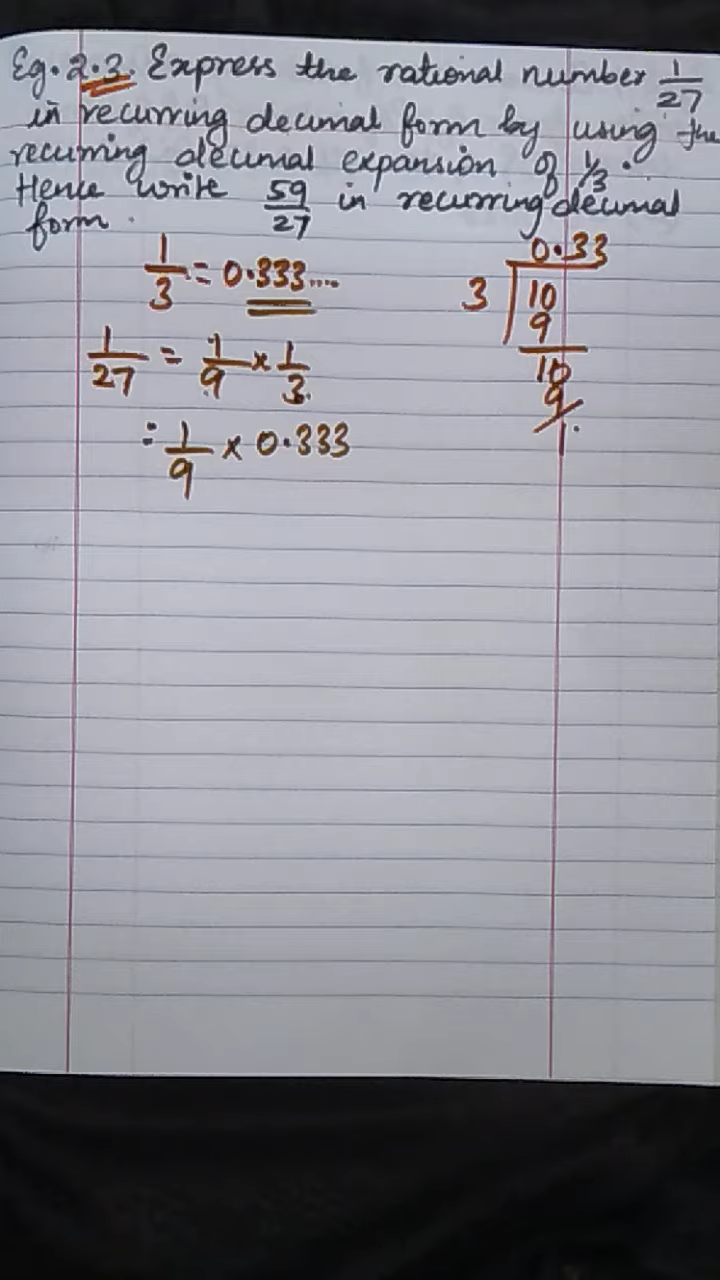 Eg. 2.3. Express the rational number 1/27
in recurring decimal form by using the
recurring decimal expansion of 1/3.
Hence write 59/27 in recurring decimal
form.
1/3 = 0.333....
1/27 = 1/9 × 1/3.
= 1/9 × 0.333
0.33
3 10
9
10
9
1.